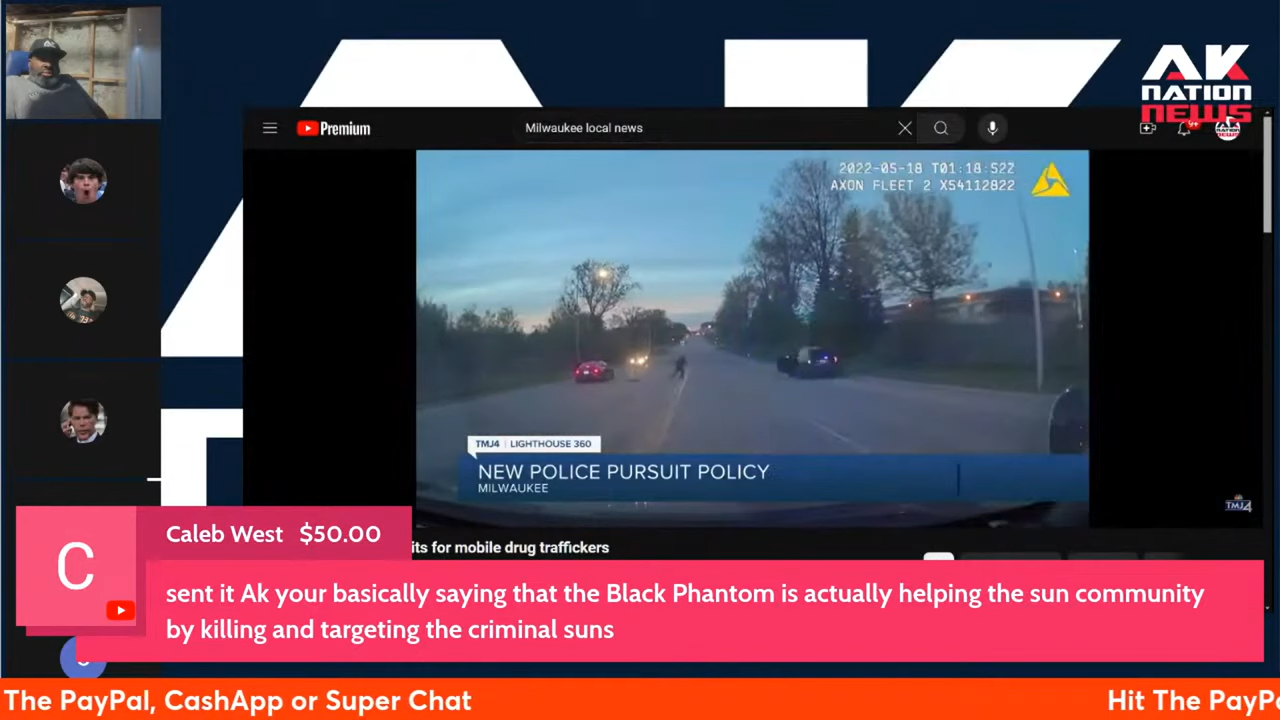 AK
NATION
NEWS
Premium
Milwaukee local news
9+
2022-05-18 T01:18:52Z
AXON FLEET 2 X54112822
TMJ4 | LIGHTHOUSE 360
NEW POLICE PURSUIT POLICY
MILWAUKEE
TMJ4
its for mobile drug traffickers
C
Caleb West $50.00
sent it Ak your basically saying that the Black Phantom is actually helping the sun community
by killing and targeting the criminal suns
The PayPal, CashApp or Super Chat
Hit The PayPa